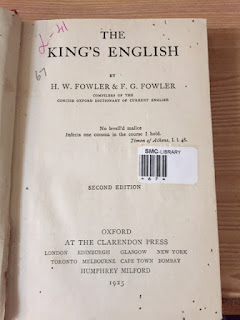 THE
KING'S ENGLISH
BY
H. W. FOWLER & F. G. FOWLER
COMPILERS OF THE
CONCISE OXFORD DICTIONARY OF CURRENT ENGLISH
No levell'd malice
Infects one comma in the course I hold.
Timon of Athens, I. i. 48.
SMC-LIBRARY
SECOND EDITION
OXFORD
AT THE CLARENDON PRESS
LONDON EDINBURGH GLASGOW NEW YORK
TORONTO MELBOURNE CAPE TOWN BOMBAY
HUMPHREY MILFORD